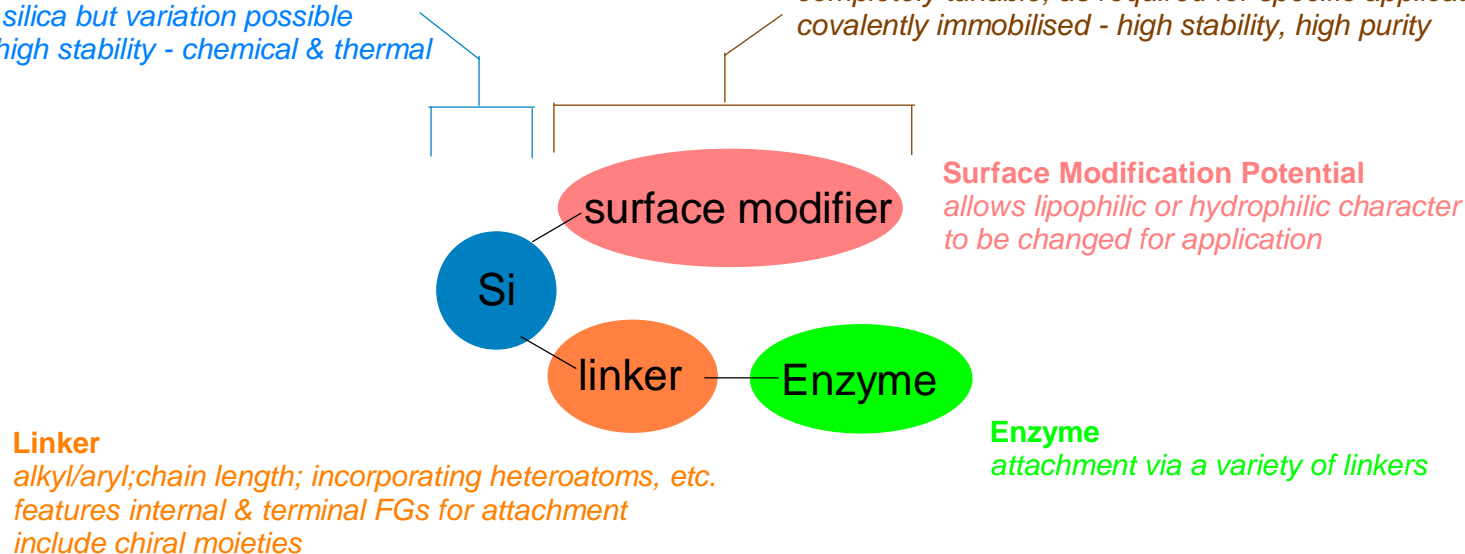 silica but variation possible
high stability - chemical & thermal
covalently immobilised - high stability, high purity
surface modifier
Surface Modification Potential
allows lipophilic or hydrophilic character
to be changed for application
Si
linker
Enzyme
Linker
alkyl/aryl;chain length; incorporating heteroatoms, etc.
features internal & terminal FGs for attachment
include chiral moieties
Enzyme
attachment via a variety of linkers